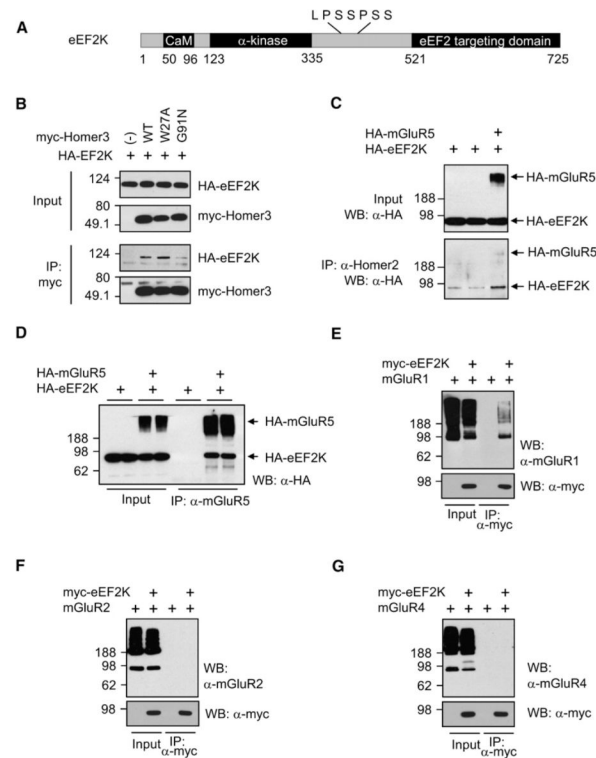 A
LPSSPSS
eEF2K
CaM
α-kinase
eEF2 targeting domain
1 50 96 123 335 521 725
B
myc-Homer3 (-) WT W27A G91N
HA-EF2K + + + +
Input
124
HA-eEF2K
80
49.1
myc-Homer3
IP: myc
124
HA-eEF2K
80
49.1
myc-Homer3
C
HA-mGluR5 +
HA-eEF2K + + +
HA-mGluR5
Input
WB: α-HA
188
98
HA-eEF2K
HA-mGluR5
IP: α-Homer2
WB: α-HA
188
98
HA-eEF2K
D
HA-mGluR5 + +
HA-eEF2K + + + +
HA-mGluR5
188
98
62
HA-eEF2K
WB: α-HA
Input
IP: α-mGluR5
E
myc-eEF2K + +
mGluR1 + + + +
188
98
62
WB:
α-mGluR1
98
WB: α-myc
Input
IP:
α-myc
F
myc-eEF2K + +
mGluR2 + + + +
188
98
62
WB:
α-mGluR2
98
WB: α-myc
Input
IP:
α-myc
G
myc-eEF2K + +
mGluR4 + + + +
188
98
62
WB:
α-mGluR4
98
WB: α-myc
Input
IP:
α-myc